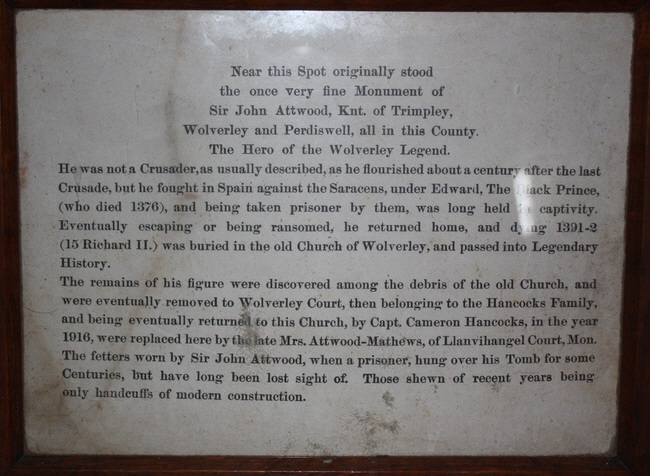 Near this Spot originally stood
the once very fine Monument of
Sir John Attwood, Knt. of Trimpley,
Wolverley and Perdiswell, all in this County.
The Hero of the Wolverley Legend.
He was not a Crusader, as usually described, as he flourished about a century after the last
Crusade, but he fought in Spain against the Saracens, under Edward, The Black Prince,
(who died 1376), and being taken prisoner by them, was long held in captivity.
Eventually escaping or being ransomed, he returned home, and dying 1391-2
(15 Richard II.) was buried in the old Church of Wolverley, and passed into Legendary
History.
The remains of his figure were discovered among the debris of the old Church, and
were eventually removed to Wolverley Court, then belonging to the Hancocks Family,
and being eventually returned to this Church, by Capt. Cameron Hancocks, in the year
1916, were replaced here by the late Mrs. Attwood-Mathews, of Llanvihangel Court, Mon.
The fetters worn by Sir John Attwood, when a prisoner, hung over his Tomb for some
Centuries, but have long been lost sight of. Those shewn of recent years being
only handcuffs of modern construction.